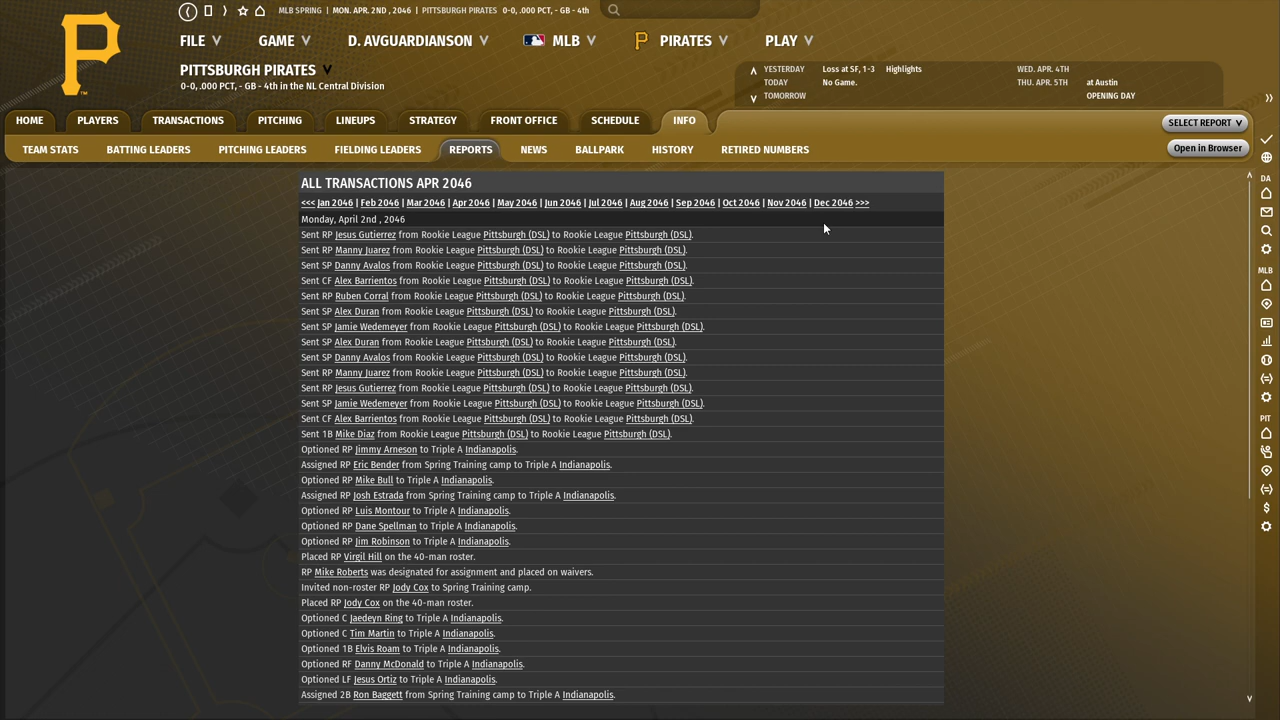 MLB SPRING | MON. APR. 2ND , 2046 | PITTSBURGH PIRATES 0-0, .000 PCT, - GB - 4th
FILE GAME D. AVGUARDIANSON MLB PIRATES PLAY
PITTSBURGH PIRATES
0-0, .000 PCT, - GB - 4th in the NL Central Division
YESTERDAY Loss at SF, 1-3 Highlights WED. APR. 4TH
TODAY No Game. THU. APR. 5TH at Austin
TOMORROW OPENING DAY
HOME PLAYERS TRANSACTIONS PITCHING LINEUPS STRATEGY FRONT OFFICE SCHEDULE INFO SELECT REPORT
TEAM STATS BATTING LEADERS PITCHING LEADERS FIELDING LEADERS REPORTS NEWS BALLPARK HISTORY RETIRED NUMBERS Open in Browser
ALL TRANSACTIONS APR 2046
<<< Jan 2046 | Feb 2046 | Mar 2046 | Apr 2046 | May 2046 | Jun 2046 | Jul 2046 | Aug 2046 | Sep 2046 | Oct 2046 | Nov 2046 | Dec 2046 >>>
Monday, April 2nd , 2046
Sent RP Jesus Gutierrez from Rookie League Pittsburgh (DSL) to Rookie League Pittsburgh (DSL).
Sent RP Manny Juarez from Rookie League Pittsburgh (DSL) to Rookie League Pittsburgh (DSL).
Sent SP Danny Avalos from Rookie League Pittsburgh (DSL) to Rookie League Pittsburgh (DSL).
Sent CF Alex Barrientos from Rookie League Pittsburgh (DSL) to Rookie League Pittsburgh (DSL).
Sent RP Ruben Corral from Rookie League Pittsburgh (DSL) to Rookie League Pittsburgh (DSL).
Sent SP Alex Duran from Rookie League Pittsburgh (DSL) to Rookie League Pittsburgh (DSL).
Sent SP Jamie Wedemeyer from Rookie League Pittsburgh (DSL) to Rookie League Pittsburgh (DSL).
Sent SP Alex Duran from Rookie League Pittsburgh (DSL) to Rookie League Pittsburgh (DSL).
Sent SP Danny Avalos from Rookie League Pittsburgh (DSL) to Rookie League Pittsburgh (DSL).
Sent RP Manny Juarez from Rookie League Pittsburgh (DSL) to Rookie League Pittsburgh (DSL).
Sent RP Jesus Gutierrez from Rookie League Pittsburgh (DSL) to Rookie League Pittsburgh (DSL).
Sent SP Jamie Wedemeyer from Rookie League Pittsburgh (DSL) to Rookie League Pittsburgh (DSL).
Sent CF Alex Barrientos from Rookie League Pittsburgh (DSL) to Rookie League Pittsburgh (DSL).
Sent 1B Mike Diaz from Rookie League Pittsburgh (DSL) to Rookie League Pittsburgh (DSL).
Optioned RP Jimmy Arneson to Triple A Indianapolis.
Assigned RP Eric Bender from Spring Training camp to Triple A Indianapolis.
Optioned RP Mike Bull to Triple A Indianapolis.
Assigned RP Josh Estrada from Spring Training camp to Triple A Indianapolis.
Optioned RP Luis Montour to Triple A Indianapolis.
Optioned RP Dane Spellman to Triple A Indianapolis.
Optioned RP Jim Robinson to Triple A Indianapolis.
Placed RP Virgil Hill on the 40-man roster.
RP Mike Roberts was designated for assignment and placed on waivers.
Invited non-roster RP Jody Cox to Spring Training camp.
Placed RP Jody Cox on the 40-man roster.
Optioned C Jaedeyn Ring to Triple A Indianapolis.
Optioned C Tim Martin to Triple A Indianapolis.
Optioned 1B Elvis Roam to Triple A Indianapolis.
Optioned RF Danny McDonald to Triple A Indianapolis.
Optioned LF Jesus Ortiz to Triple A Indianapolis.
Assigned 2B Ron Baggett from Spring Training camp to Triple A Indianapolis.
DA
MLB
PIT